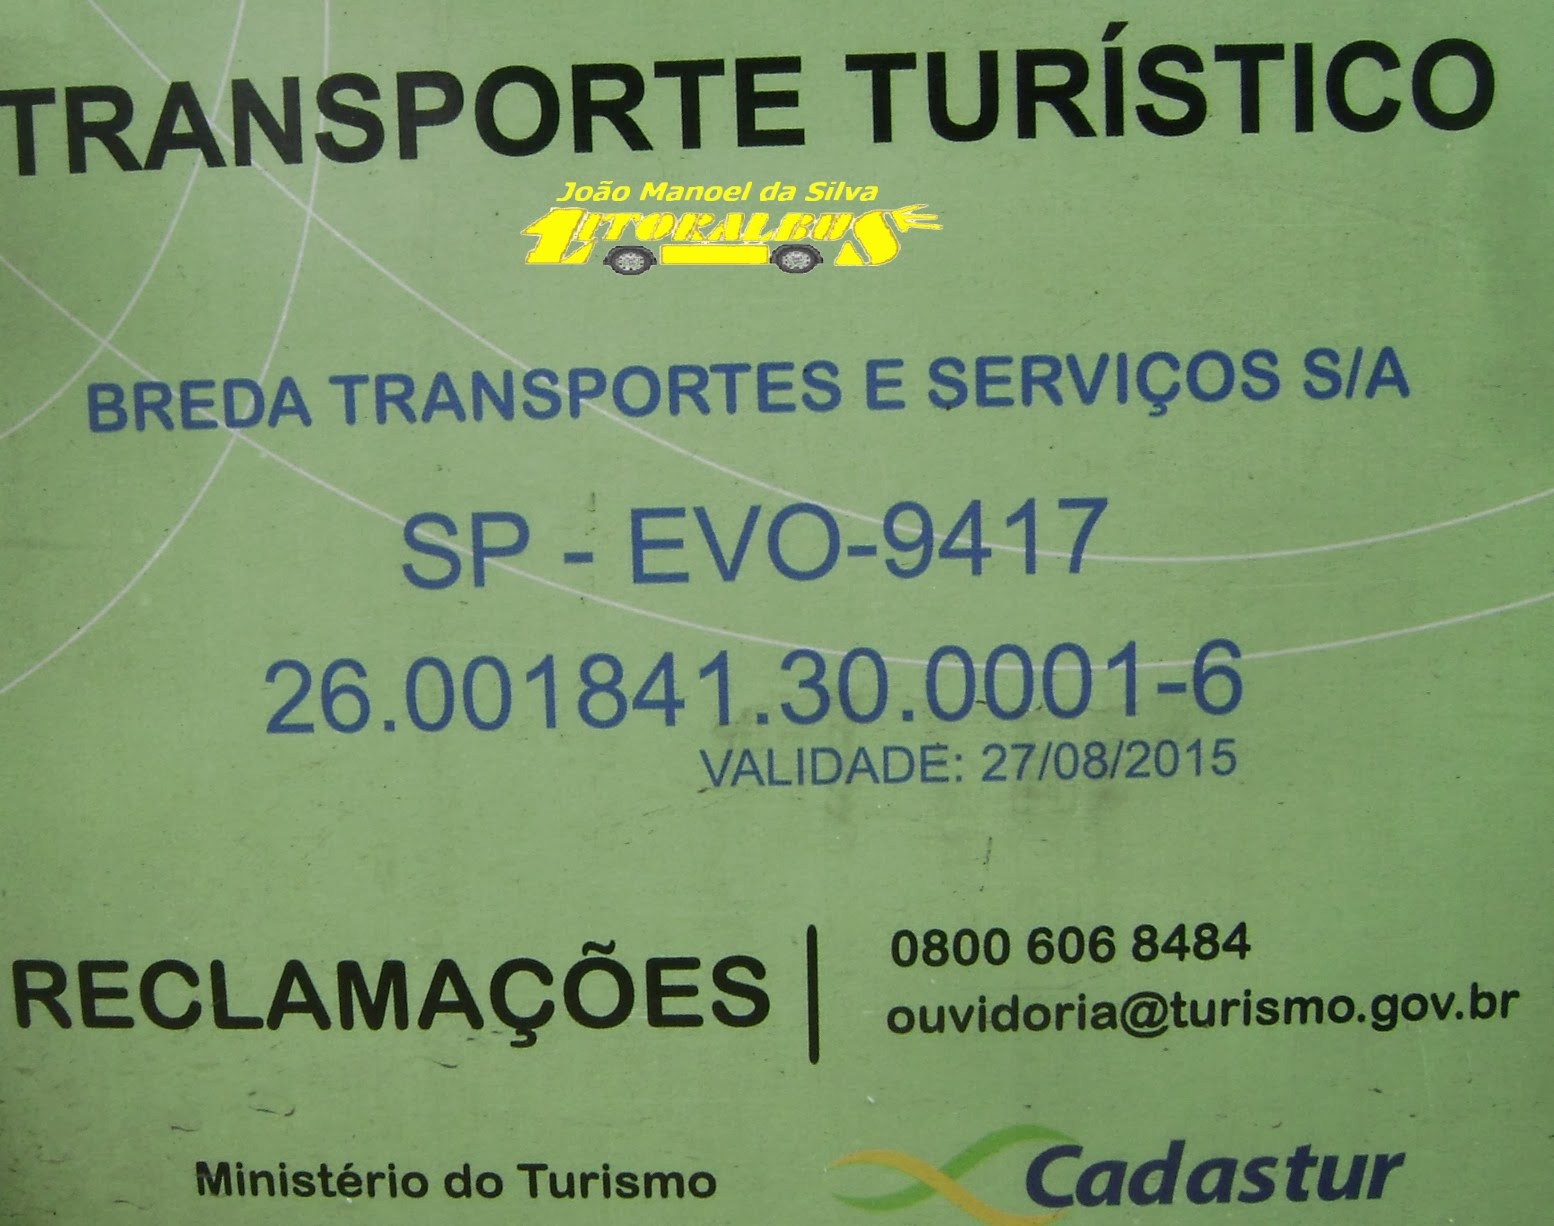 TRANSPORTE TURÍSTICO
João Manoel da Silva
LITORALBUS
BREDA TRANSPORTES E SERVIÇOS S/A
SP - EVO-9417
26.001841.30.0001-6
VALIDADE: 27/08/2015
RECLAMAÇÕES
0800 606 8484
ouvidoria@turismo.gov.br
Ministério do Turismo
Cadastur